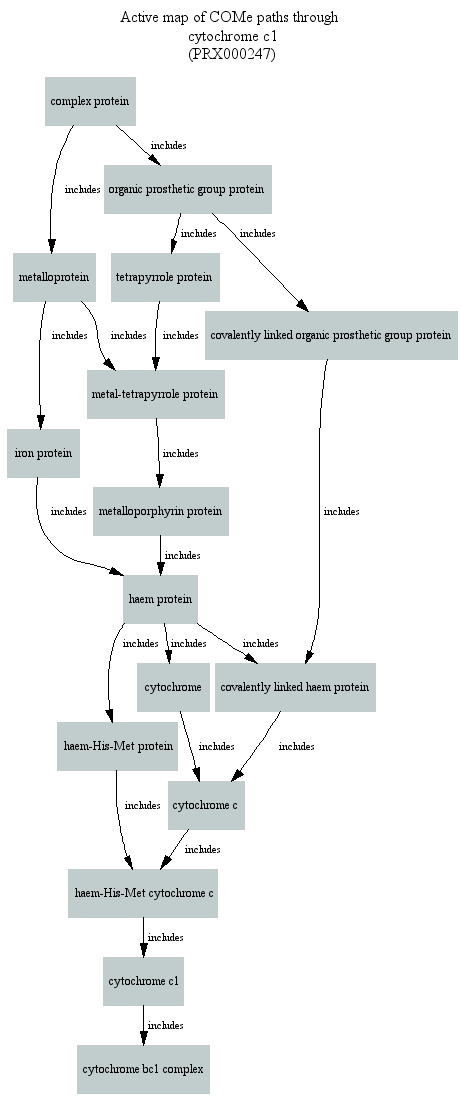 Active map of COMe paths through
cytochrome c1
(PRX000247)
complex protein
includes
includes
organic prosthetic group protein
includes
includes
metalloprotein
tetrapyrrole protein
includes
includes
includes
covalently linked organic prosthetic group protein
metal-tetrapyrrole protein
iron protein
includes
includes
metalloporphyrin protein
includes
includes
haem protein
includes
includes
includes
cytochrome
covalently linked haem protein
haem-His-Met protein
includes
includes
includes
cytochrome c
includes
haem-His-Met cytochrome c
includes
cytochrome c1
includes
cytochrome bc1 complex